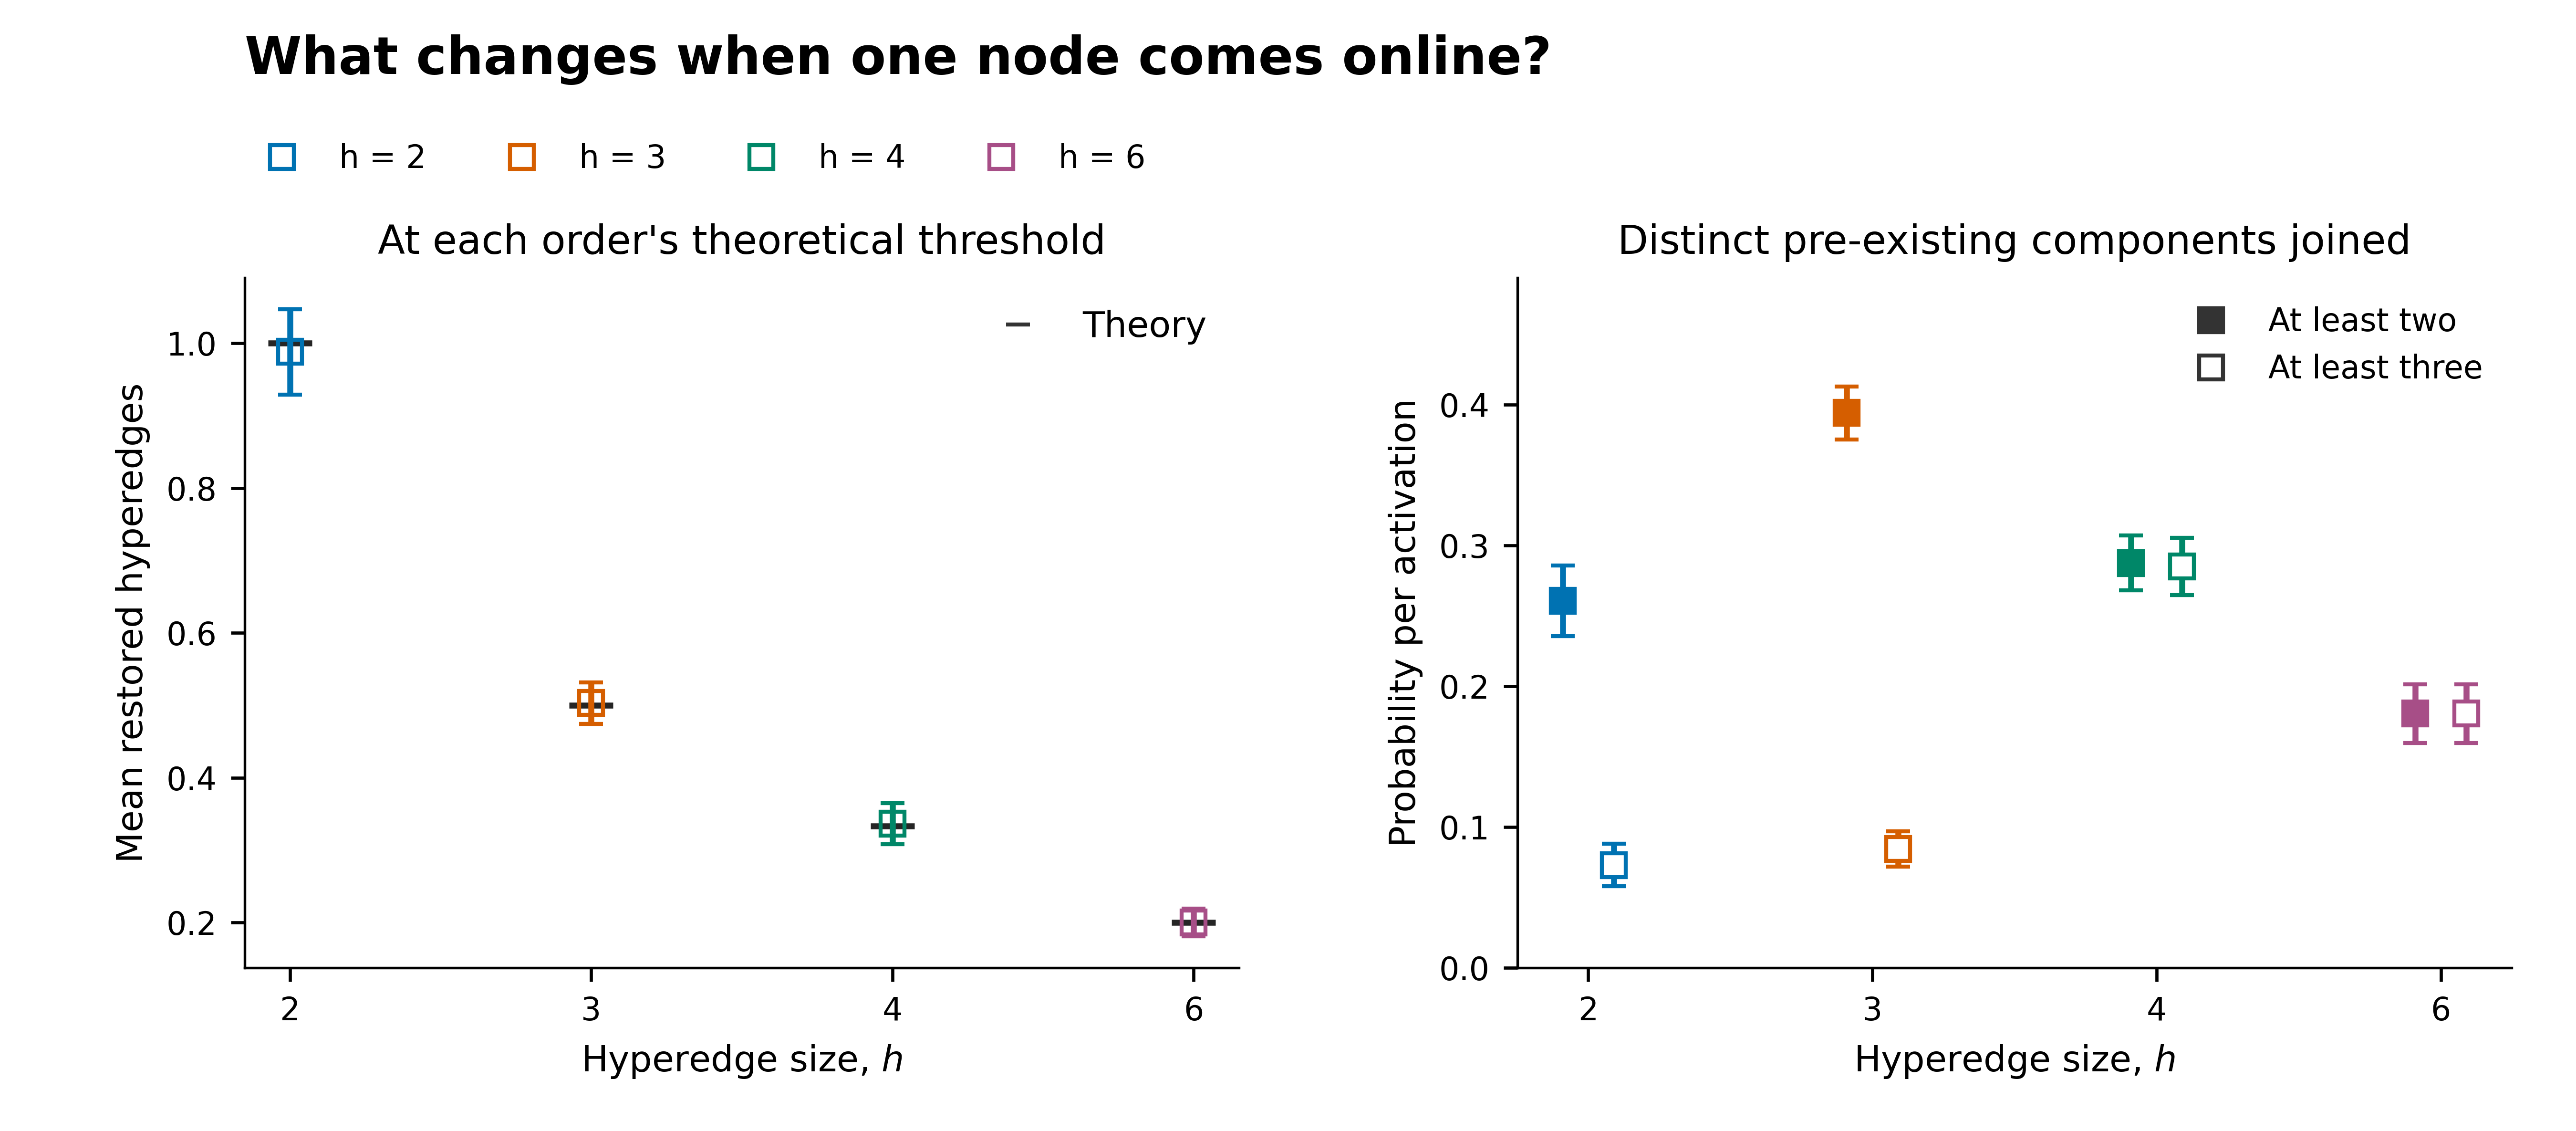 What changes when one node comes online?
h = 2
h = 3
h = 4
h = 6
At each order's theoretical threshold
Theory
Mean restored hyperedges
1.0
0.8
0.6
0.4
0.2
2
3
4
6
Hyperedge size, h
Distinct pre-existing components joined
At least two
At least three
Probability per activation
0.4
0.3
0.2
0.1
0.0
2
3
4
6
Hyperedge size, h